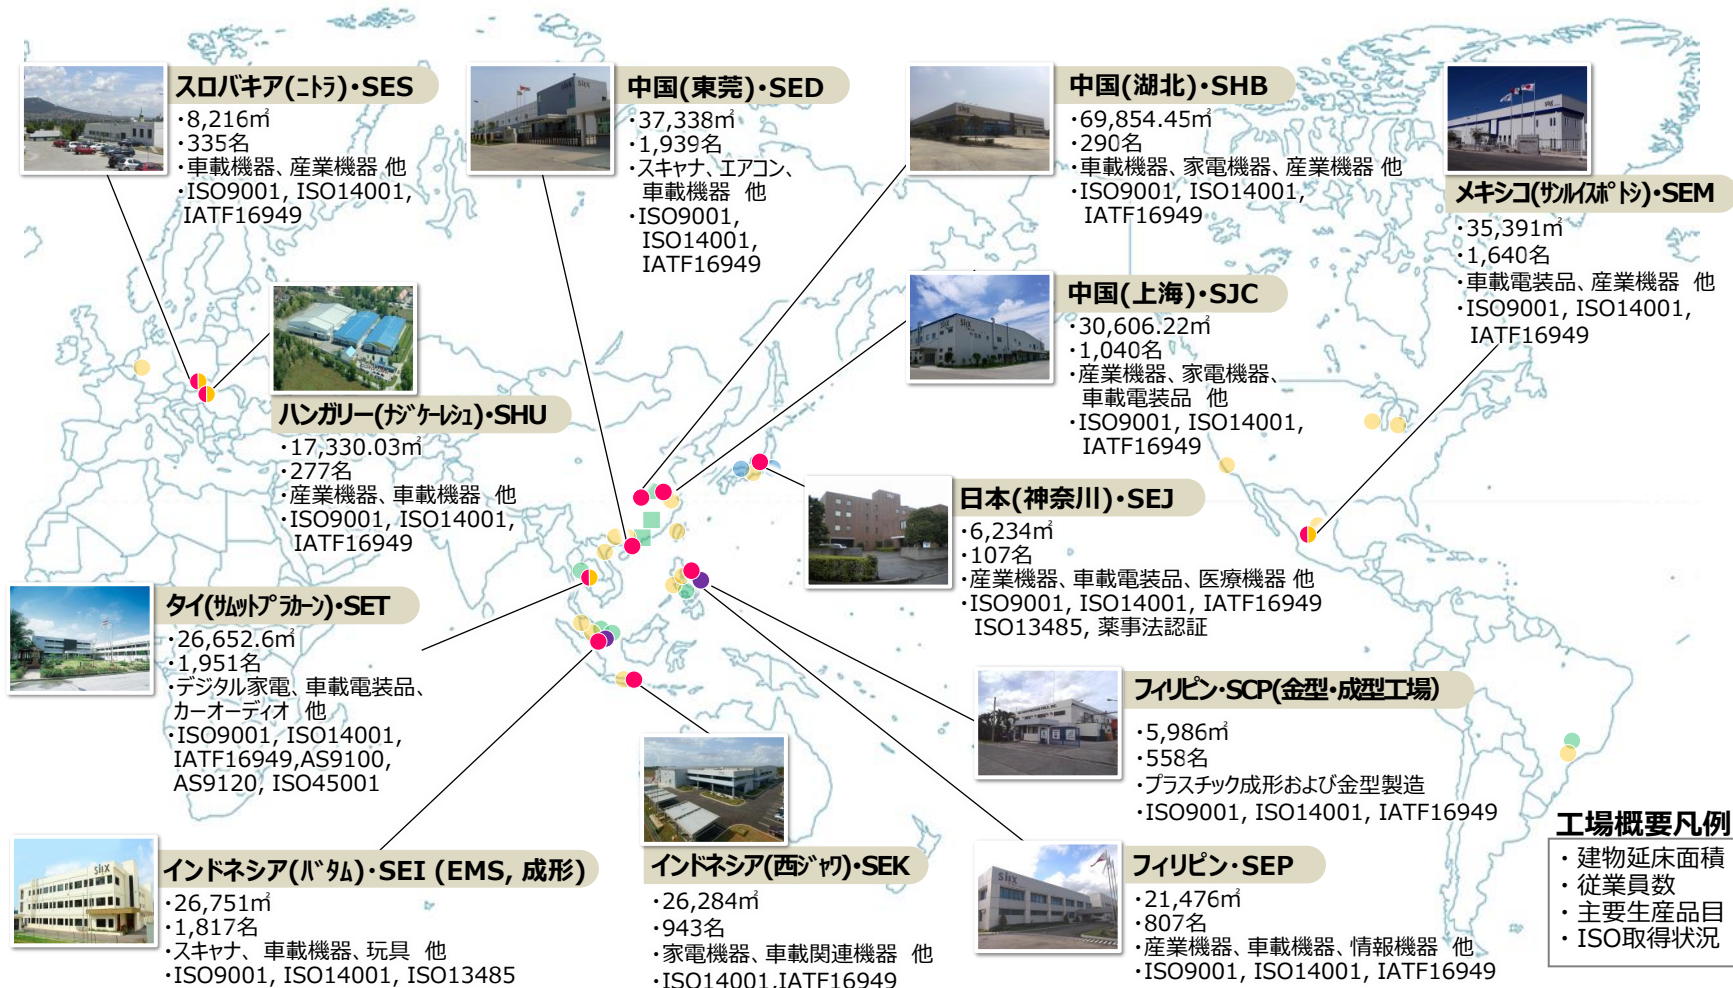 スロバキア(ニトラ)・SES
・8,216㎡
・335名
・車載機器、産業機器 他
・ISO9001, ISO14001,
IATF16949
中国(東莞)・SED
・37,338㎡
・1,939名
・スキャナ、エアコン、
車載機器 他
・ISO9001,
ISO14001,
IATF16949
中国(湖北)・SHB
・69,854.45㎡
・290名
・車載機器、家電機器、産業機器 他
・ISO9001, ISO14001,
IATF16949
メキシコ(サンルイスポトシ)・SEM
・35,391㎡
・1,640名
・車載電装品、産業機器 他
・ISO9001, ISO14001,
IATF16949
ハンガリー(ナジケーレシュ)・SHU
・17,330.03㎡
・277名
・産業機器、車載機器 他
・ISO9001, ISO14001,
IATF16949
中国(上海)・SJC
・30,606.22㎡
・1,040名
・産業機器、家電機器、
車載電装品 他
・ISO9001, ISO14001,
IATF16949
日本(神奈川)・SEJ
・6,234㎡
・107名
・産業機器、車載電装品、医療機器 他
・ISO9001, ISO14001, IATF16949
ISO13485, 薬事法認証
タイ(サムットプラカーン)・SET
・26,652.6㎡
・1,951名
・デジタル家電、車載電装品、
カーオーディオ 他
・ISO9001, ISO14001,
IATF16949,AS9100,
AS9120, ISO45001
フィリピン・SCP(金型・成型工場)
・5,986㎡
・558名
・プラスチック成形および金型製造
・ISO9001, ISO14001, IATF16949
インドネシア(バタム)・SEI (EMS, 成形)
・26,751㎡
・1,817名
・スキャナ、車載機器、玩具 他
・ISO9001, ISO14001, ISO13485
インドネシア(西ジャワ)・SEK
・26,284㎡
・943名
・家電機器、車載関連機器 他
・ISO14001,IATF16949
フィリピン・SEP
・21,476㎡
・807名
・産業機器、車載機器、情報機器 他
・ISO9001, ISO14001, IATF16949
工場概要凡例
・建物延床面積
・従業員数
・主要生産品目
・ISO取得状況